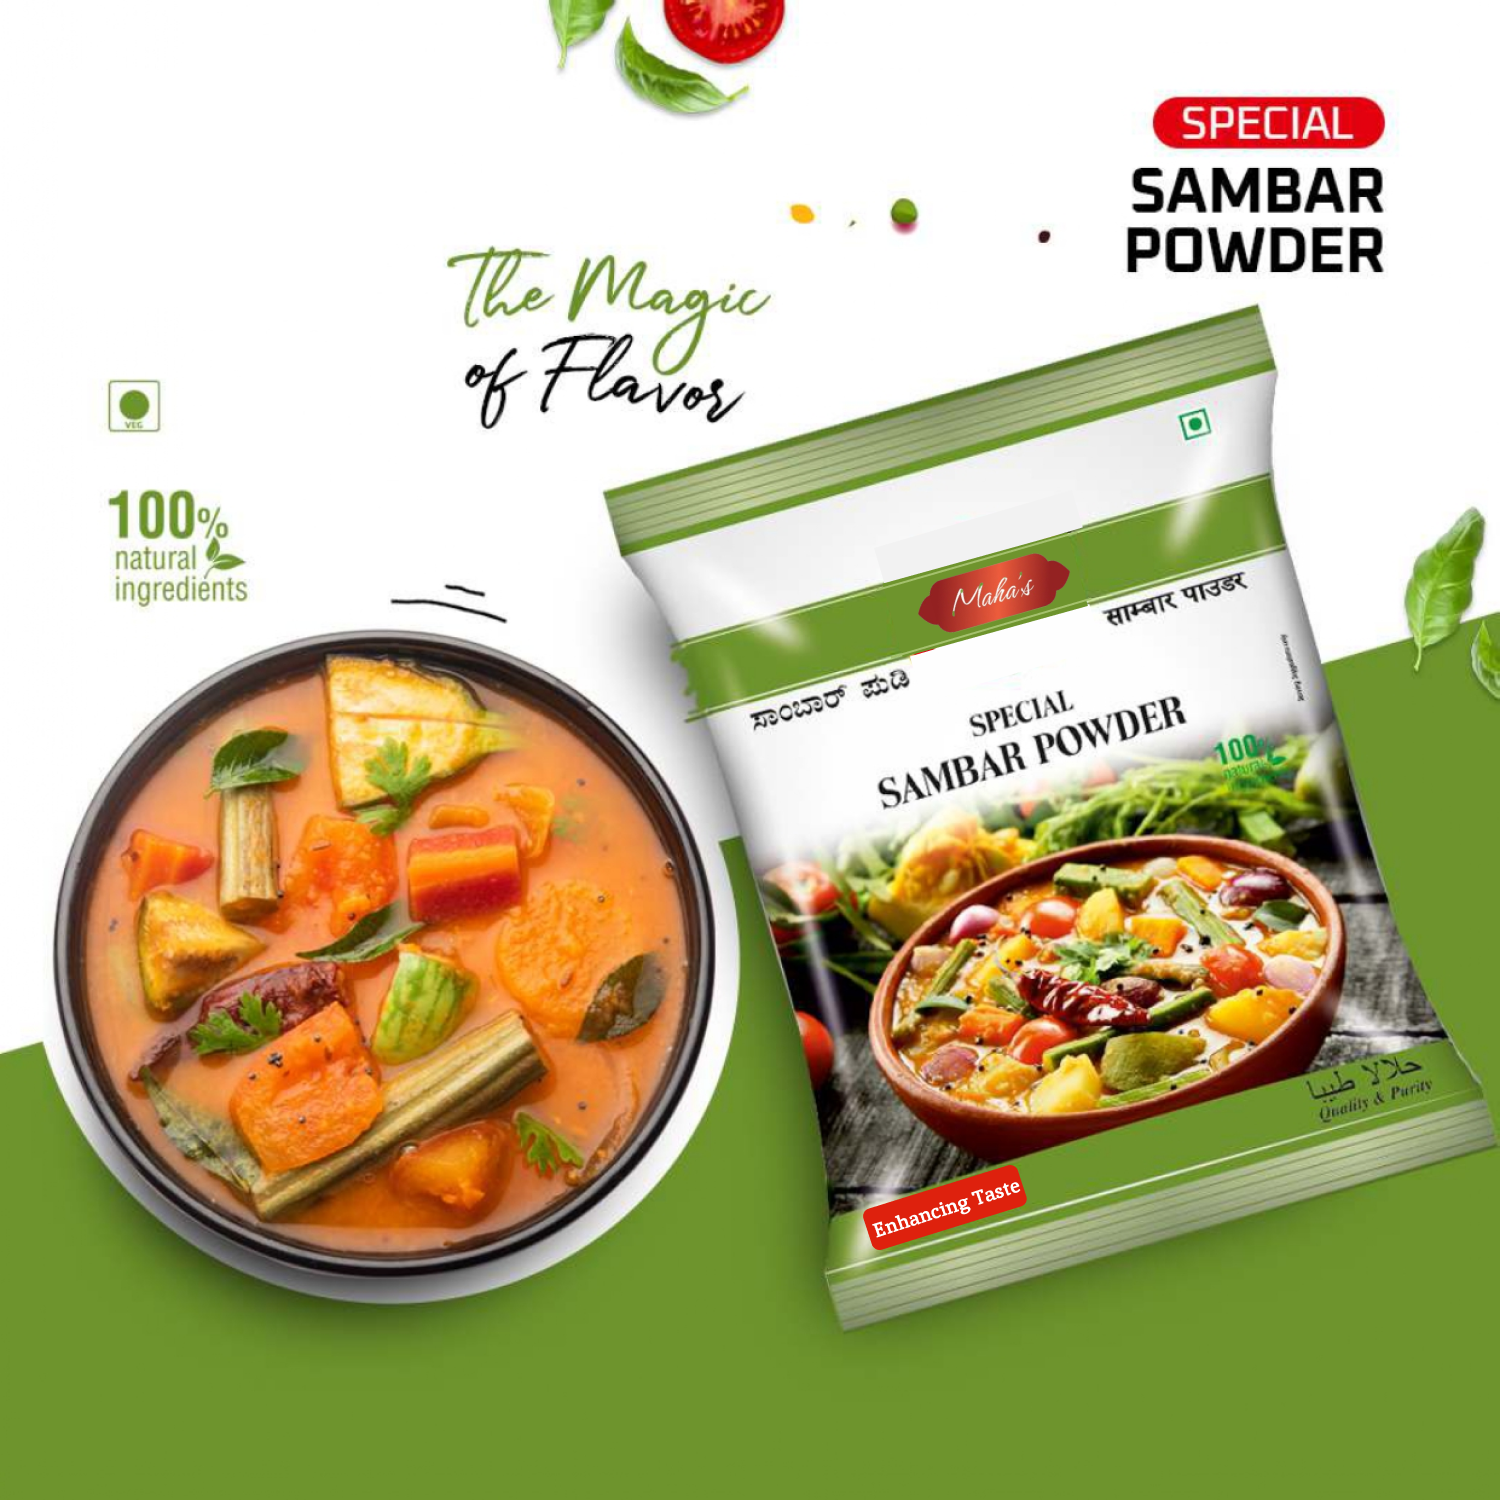 SPECIAL
SAMBAR
POWDER
The Magic
of Flavor
VEG
100%
natural
ingredients
Maha's
साम्बार पाउडर
ಸಾಂಬಾರ್ ಪುಡಿ
SPECIAL
SAMBAR POWDER
100%
natural
حلالا طيبا
Quality & Purity
Enhancing Taste